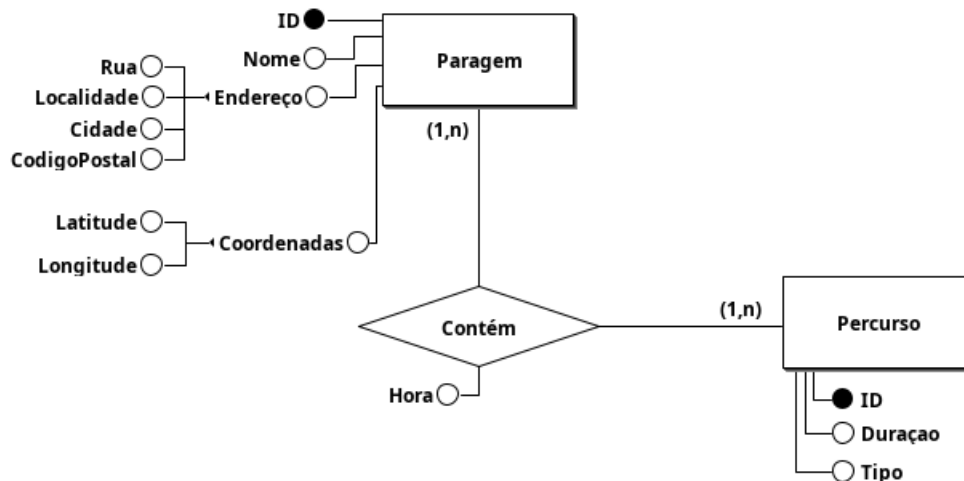 ID
Paragem
Nome
Rua
Localidade
Endereço
Cidade
(1,n)
CodigoPostal
Latitude
Coordenadas
Longitude
(1,n)
Percurso
Contém
Hora
ID
Duraçao
Tipo